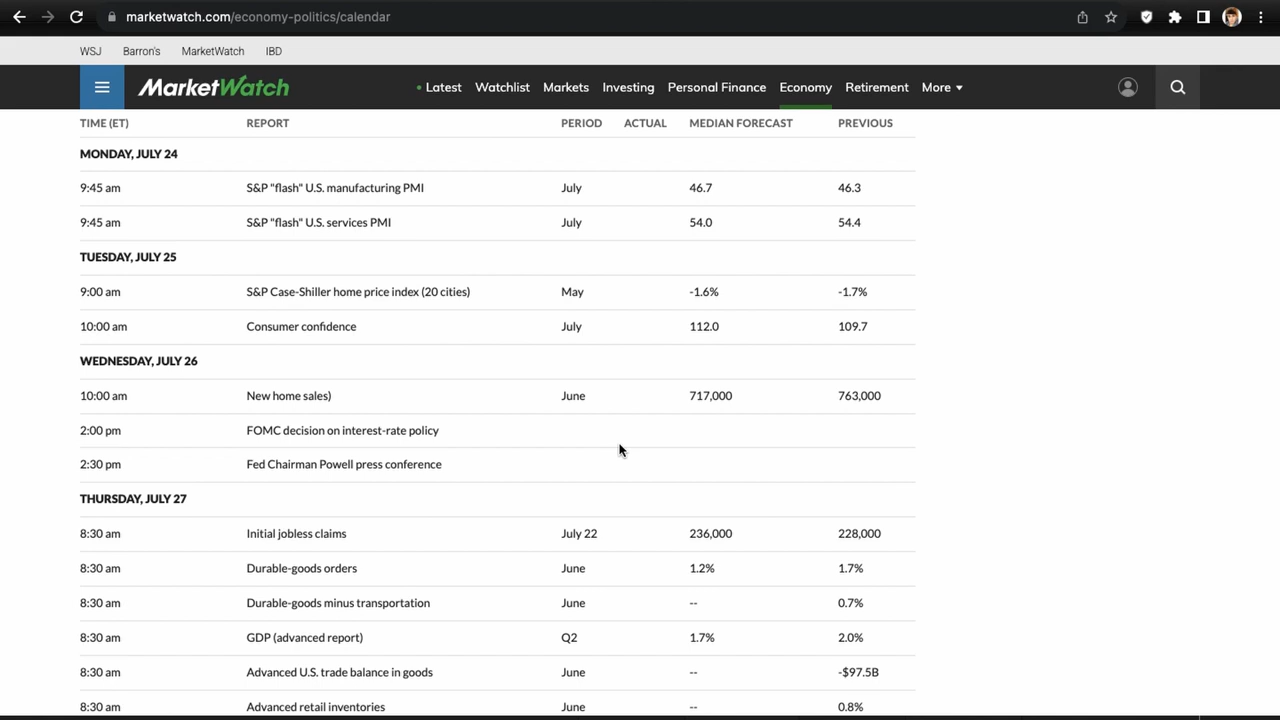 marketwatch.com/economy-politics/calendar
WSJ Barron's MarketWatch IBD
MarketWatch Latest Watchlist Markets Investing Personal Finance Economy Retirement More
TIME (ET) REPORT PERIOD ACTUAL MEDIAN FORECAST PREVIOUS
MONDAY, JULY 24
9:45 am S&P "flash" U.S. manufacturing PMI July 46.7 46.3
9:45 am S&P "flash" U.S. services PMI July 54.0 54.4
TUESDAY, JULY 25
9:00 am S&P Case-Shiller home price index (20 cities) May -1.6% -1.7%
10:00 am Consumer confidence July 112.0 109.7
WEDNESDAY, JULY 26
10:00 am New home sales) June 717,000 763,000
2:00 pm FOMC decision on interest-rate policy
2:30 pm Fed Chairman Powell press conference
THURSDAY, JULY 27
8:30 am Initial jobless claims July 22 236,000 228,000
8:30 am Durable-goods orders June 1.2% 1.7%
8:30 am Durable-goods minus transportation June -- 0.7%
8:30 am GDP (advanced report) Q2 1.7% 2.0%
8:30 am Advanced U.S. trade balance in goods June -- -$97.5B
8:30 am Advanced retail inventories June -- 0.8%